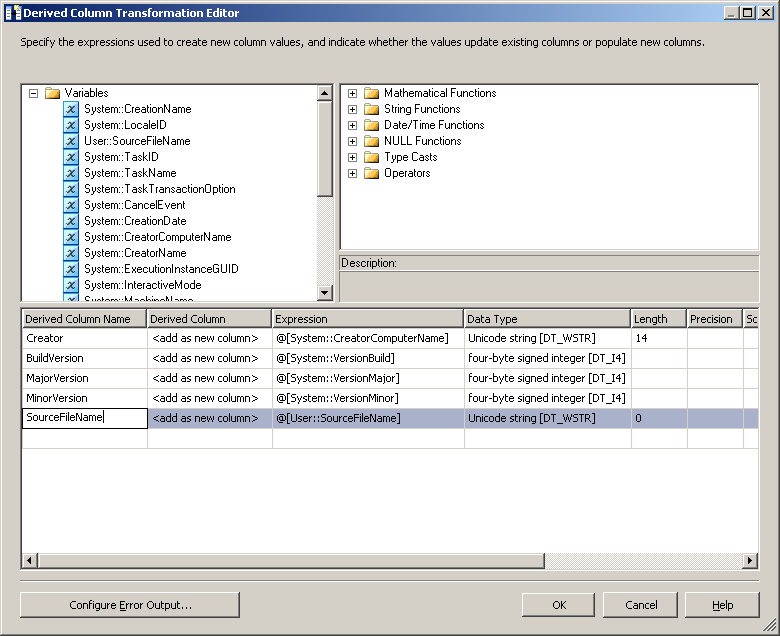 Derived Column Transformation Editor
Specify the expressions used to create new column values, and indicate whether the values update existing columns or populate new columns.
Variables
System::CreationName
System::LocaleID
User::SourceFileName
System::TaskID
System::TaskName
System::TaskTransactionOption
System::CancelEvent
System::CreationDate
System::CreatorComputerName
System::CreatorName
System::ExecutionInstanceGUID
System::InteractiveMode
System::MachineName
Mathematical Functions
String Functions
Date/Time Functions
NULL Functions
Type Casts
Operators
Description:
Derived Column Name Derived Column Expression Data Type Length Precision Sc
Creator <add as new column> @[System::CreatorComputerName] Unicode string [DT_WSTR] 14
BuildVersion <add as new column> @[System::VersionBuild] four-byte signed integer [DT_I4]
MajorVersion <add as new column> @[System::VersionMajor] four-byte signed integer [DT_I4]
MinorVersion <add as new column> @[System::VersionMinor] four-byte signed integer [DT_I4]
SourceFileName <add as new column> @[User::SourceFileName] Unicode string [DT_WSTR] 0
Configure Error Output... OK Cancel Help